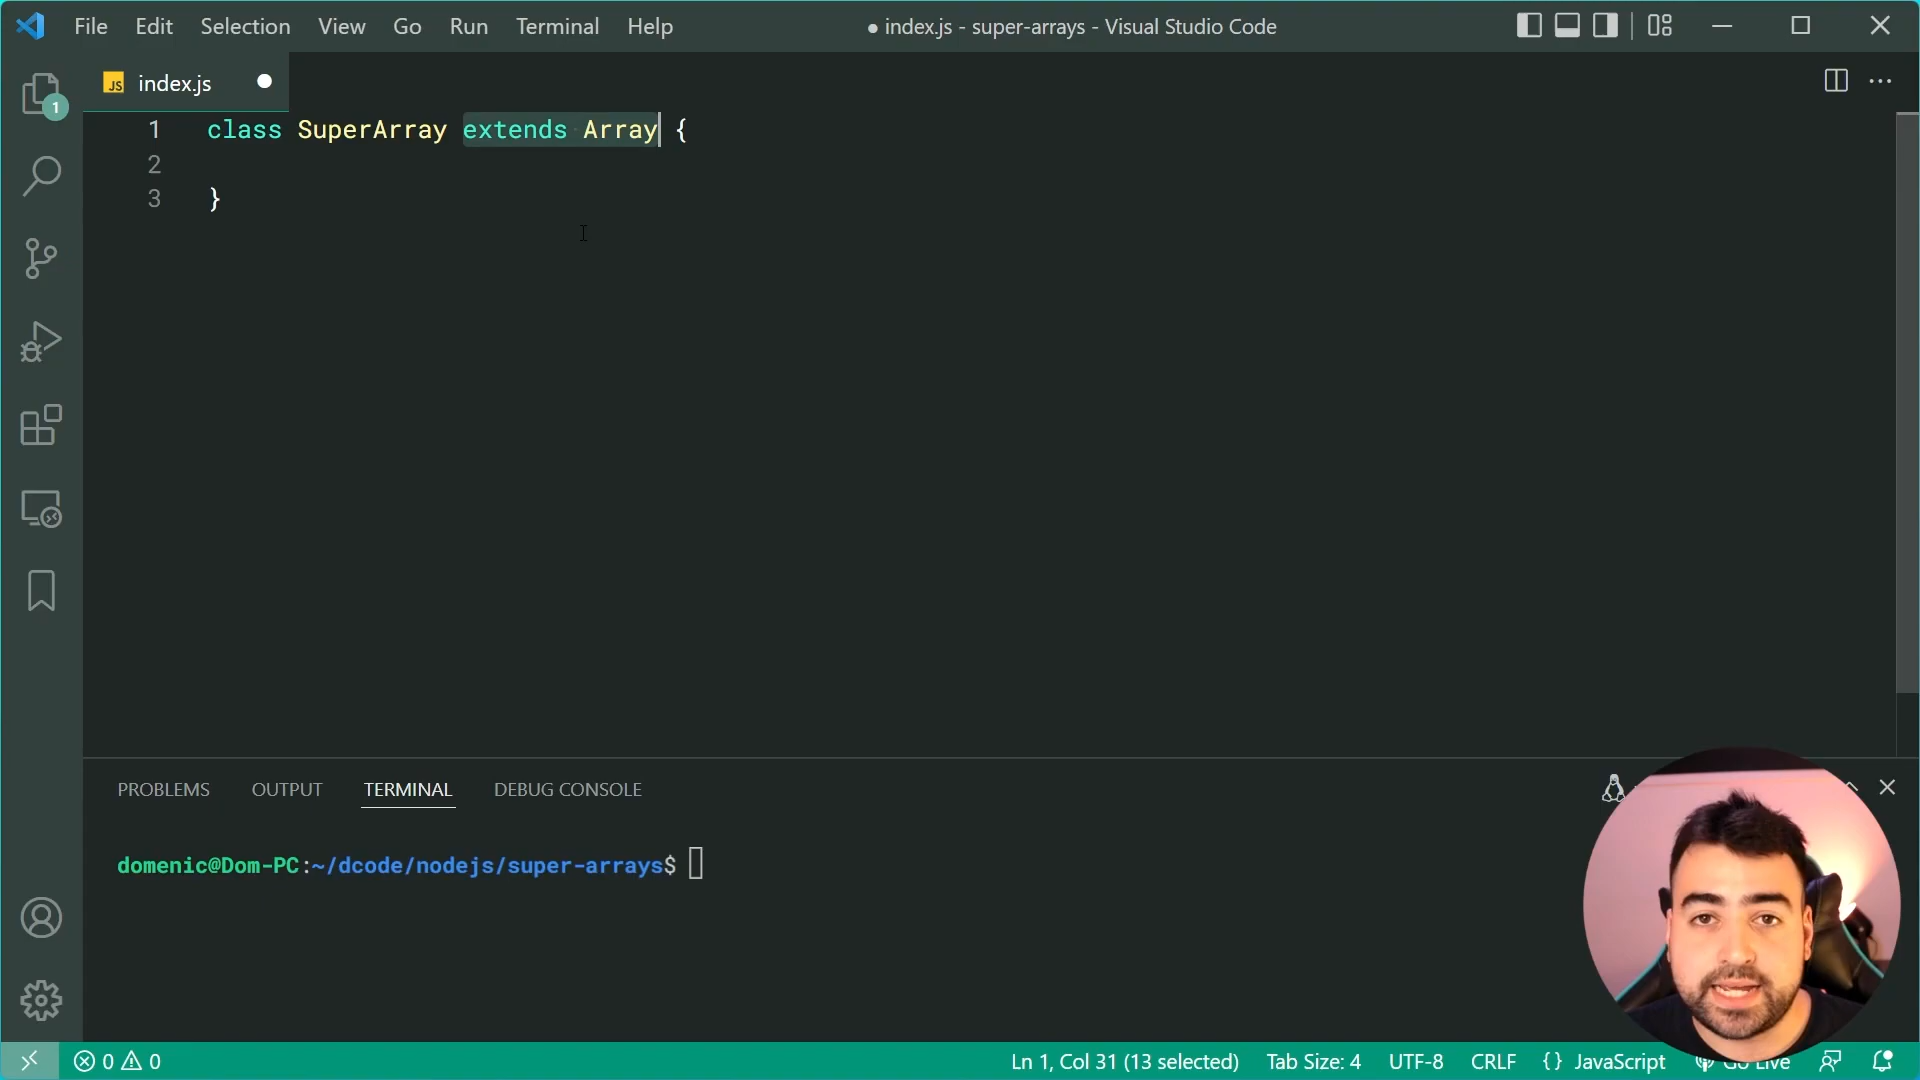 File Edit Selection View Go Run Terminal Help
● index.js - super-arrays - Visual Studio Code
JS index.js
1
1 class SuperArray extends Array {
2
3 }
PROBLEMS OUTPUT TERMINAL DEBUG CONSOLE
domenic@Dom-PC:~/dcode/nodejs/super-arrays$
0 0
Ln 1, Col 31 (13 selected) Tab Size: 4 UTF-8 CRLF {} JavaScript Go Live